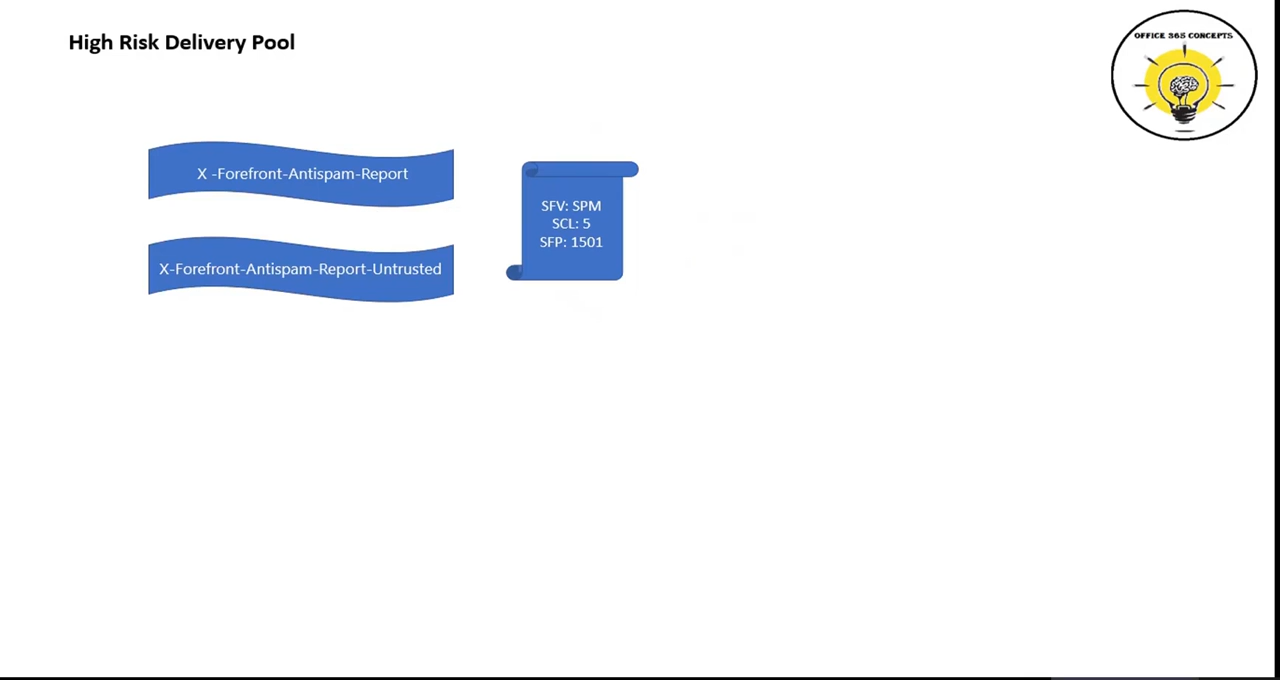 High Risk Delivery Pool
OFFICE 365 CONCEPTS
X -Forefront-Antispam-Report
SFV: SPM
SCL: 5
SFP: 1501
X-Forefront-Antispam-Report-Untrusted